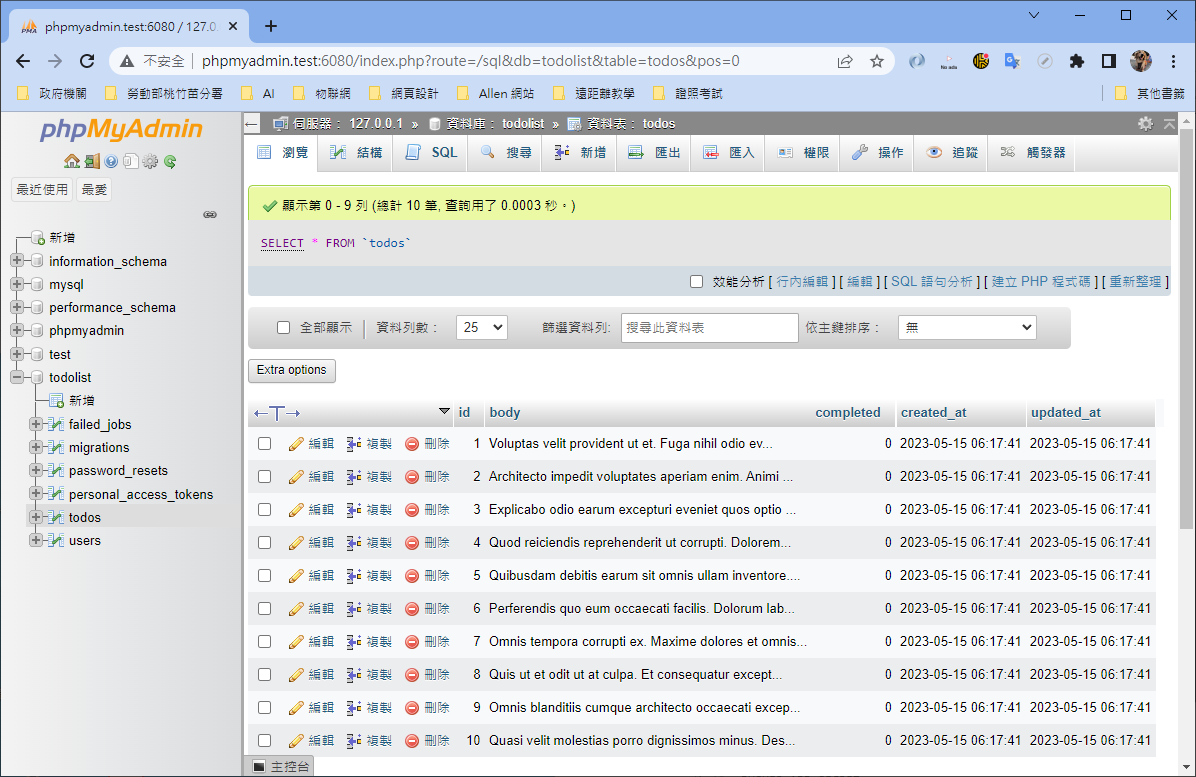 phpmyadmin.test:6080 / 127.0.
不安全 phpmyadmin.test:6080/index.php?route=/sql&db=todolist&table=todos&pos=0
政府機關 勞動部桃竹苗分署 AI 物聯網 網頁設計 Allen 網站 遠距離教學 證照考試 其他書籤
phpMyAdmin
最近使用 最愛
新增
information_schema
mysql
performance_schema
phpmyadmin
test
todolist
新增
failed_jobs
migrations
password_resets
personal_access_tokens
todos
users
伺服器： 127.0.0.1 » 資料庫： todolist » 資料表： todos
瀏覽 結構 SQL 搜尋 新增 匯出 匯入 權限 操作 追蹤 觸發器
顯示第 0 - 9 列 (總計 10 筆, 查詢用了 0.0003 秒。)
SELECT * FROM `todos`
效能分析 [ 行內編輯 ] [ 編輯 ] [ SQL 語句分析 ] [ 建立 PHP 程式碼 ] [ 重新整理 ]
全部顯示 資料列數： 25 篩選資料列: 搜尋此資料表 依主鍵排序： 無
Extra options
←T→ id body completed created_at updated_at
編輯 複製 刪除 1 Voluptas velit provident ut et. Fuga nihil odio ev... 0 2023-05-15 06:17:41 2023-05-15 06:17:41
編輯 複製 刪除 2 Architecto impedit voluptates aperiam enim. Animi ... 0 2023-05-15 06:17:41 2023-05-15 06:17:41
編輯 複製 刪除 3 Explicabo odio earum excepturi eveniet quos optio ... 0 2023-05-15 06:17:41 2023-05-15 06:17:41
編輯 複製 刪除 4 Quod reiciendis reprehenderit ut corrupti. Dolorem... 0 2023-05-15 06:17:41 2023-05-15 06:17:41
編輯 複製 刪除 5 Quibusdam debitis earum sit omnis ullam inventore.... 0 2023-05-15 06:17:41 2023-05-15 06:17:41
編輯 複製 刪除 6 Perferendis quo eum occaecati facilis. Dolorum lab... 0 2023-05-15 06:17:41 2023-05-15 06:17:41
編輯 複製 刪除 7 Omnis tempora corrupti ex. Maxime dolores et omnis... 0 2023-05-15 06:17:41 2023-05-15 06:17:41
編輯 複製 刪除 8 Quis ut et odit ut at culpa. Et consequatur except... 0 2023-05-15 06:17:41 2023-05-15 06:17:41
編輯 複製 刪除 9 Omnis blanditiis cumque architecto occaecati excep... 0 2023-05-15 06:17:41 2023-05-15 06:17:41
編輯 複製 刪除 10 Quasi velit molestias porro dignissimos minus. Des... 0 2023-05-15 06:17:41 2023-05-15 06:17:41
主控台